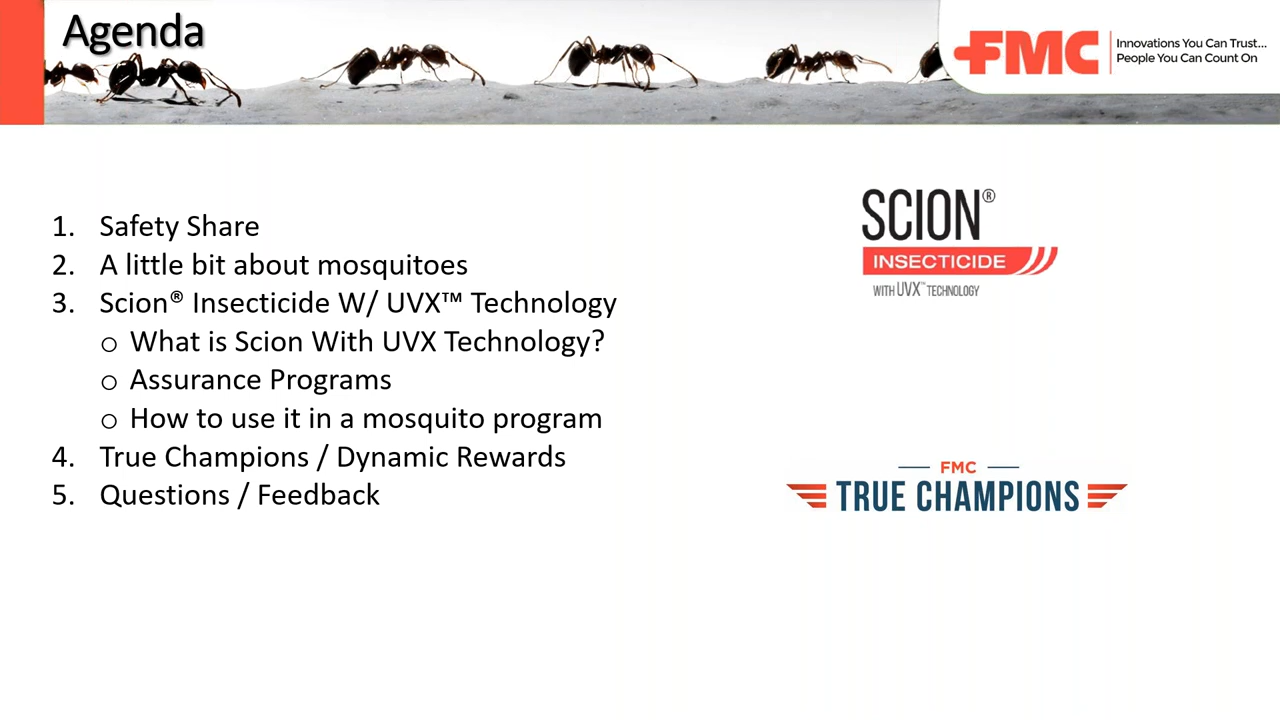 Agenda
FMC
Innovations You Can Trust...
People You Can Count On
1. Safety Share
2. A little bit about mosquitoes
3. Scion® Insecticide W/ UVX™ Technology
o What is Scion With UVX Technology?
o Assurance Programs
o How to use it in a mosquito program
4. True Champions / Dynamic Rewards
5. Questions / Feedback
SCION®
INSECTICIDE
WITH UVX™ TECHNOLOGY
FMC
TRUE CHAMPIONS